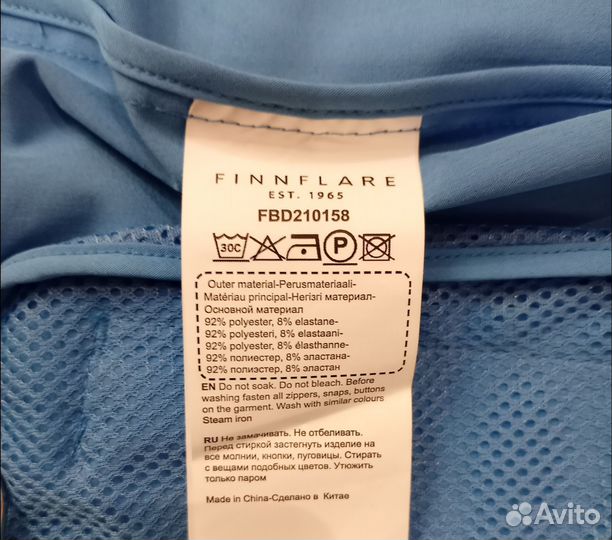 FINNFLARE
EST. 1965
FBD210158
30C P
Outer material-Perusmateriaali-
Matériau principal-Негізгі материал-
Основной материал
92% polyester, 8% elastane-
92% polyesteri, 8% elastaani-
92% polyester, 8% élasthanne-
92% полиестер, 8% эластана-
92% полиэстер, 8% эластан
EN Do not soak. Do not bleach. Before
washing fasten all zippers, snaps, buttons
on the garment. Wash with similar colours
Steam iron
RU Не замачивать. Не отбеливать.
Перед стиркой застегнуть изделие на
все молнии, кнопки, пуговицы. Стирать
с вещами подобных цветов. Утюжить
только паром
Made in China-Сделано в Китае
Avito